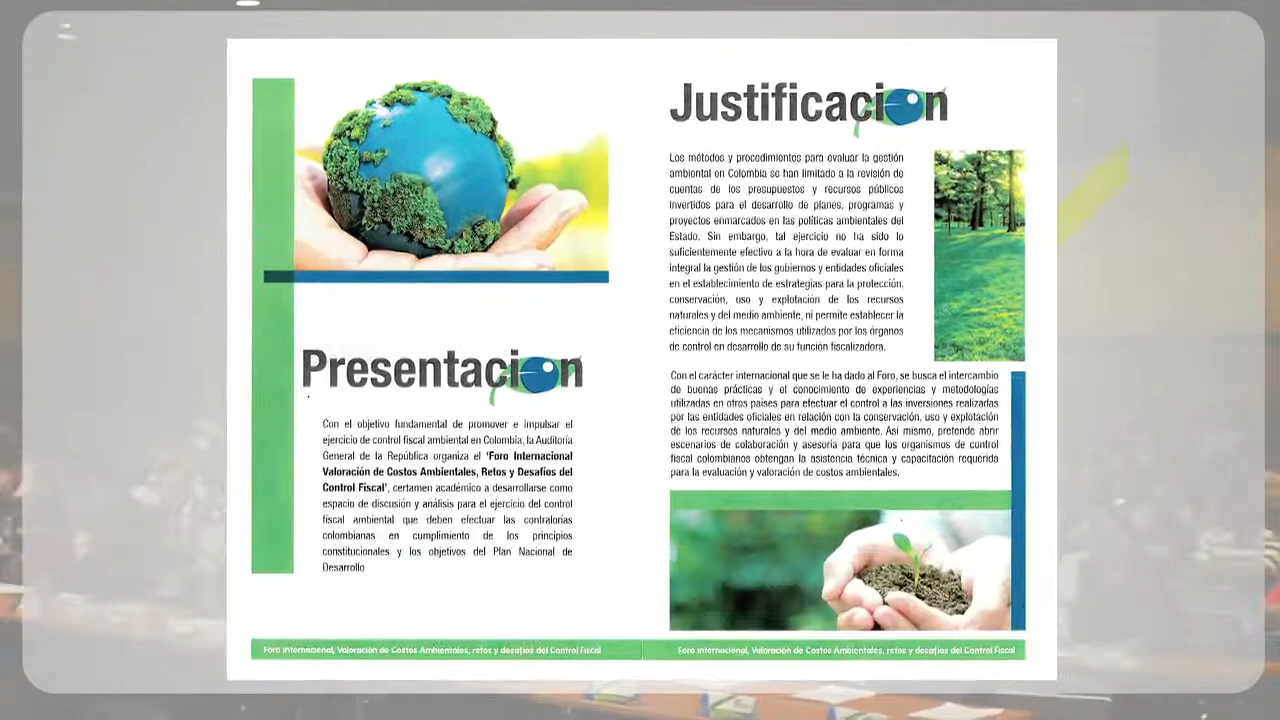 Presentación
Con el objetivo fundamental de promover e impulsar el
ejercicio de control fiscal ambiental en Colombia, la Auditoría
General de la República organiza el 'Foro Internacional
Valoración de Costos Ambientales, Retos y Desafíos del
Control Fiscal', certamen académico a desarrollarse como
espacio de discusión y análisis para el ejercicio del control
fiscal ambiental que deben efectuar las contralorías
colombianas en cumplimiento de los principios
constitucionales y los objetivos del Plan Nacional de
Desarrollo
Foro internacional, Valoración de Costos Ambientales, retos y desafíos del Control Fiscal
Justificación
Los métodos y procedimientos para evaluar la gestión
ambiental en Colombia se han limitado a la revisión de
cuentas de los presupuestos y recursos públicos
invertidos para el desarrollo de planes, programas y
proyectos enmarcados en las políticas ambientales del
Estado. Sin embargo, tal ejercicio no ha sido lo
suficientemente efectivo a la hora de evaluar en forma
integral la gestión de los gobiernos y entidades oficiales
en el establecimiento de estrategias para la protección,
conservación, uso y explotación de los recursos
naturales y del medio ambiente, ni permite establecer la
eficiencia de los mecanismos utilizados por los órganos
de control en desarrollo de su función fiscalizadora.
Con el carácter internacional que se le ha dado al Foro, se busca el intercambio
de buenas prácticas y el conocimiento de experiencias y metodologías
utilizadas en otros países para efectuar el control a las inversiones realizadas
por las entidades oficiales en relación con la conservación, uso y explotación
de los recursos naturales y del medio ambiente. Así mismo, pretende abrir
escenarios de colaboración y asesoría para que los organismos de control
fiscal colombianos obtengan la asistencia técnica y capacitación requerida
para la evaluación y valoración de costos ambientales.
Foro internacional, Valoración de Costos Ambientales, retos y desafíos del Control Fiscal